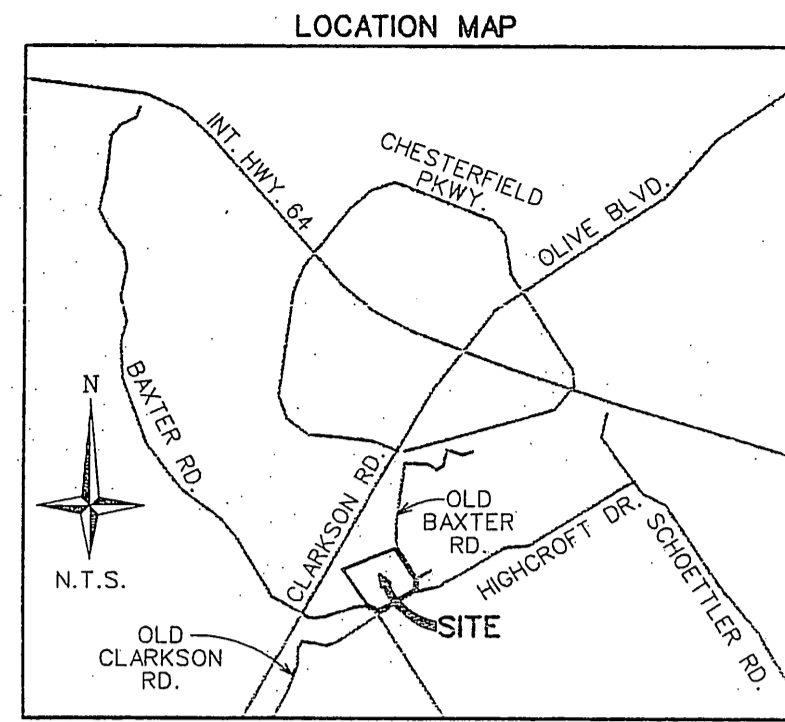 LOCATION MAP
INT. HWY. 64
CHESTERFIELD
PKWY.
OLIVE BLVD.
BAXTER RD.
N
N.T.S.
CLARKSON RD.
OLD
BAXTER
RD.
HIGHCROFT DR.
SCHOETTLER RD.
SITE
OLD
CLARKSON
RD.